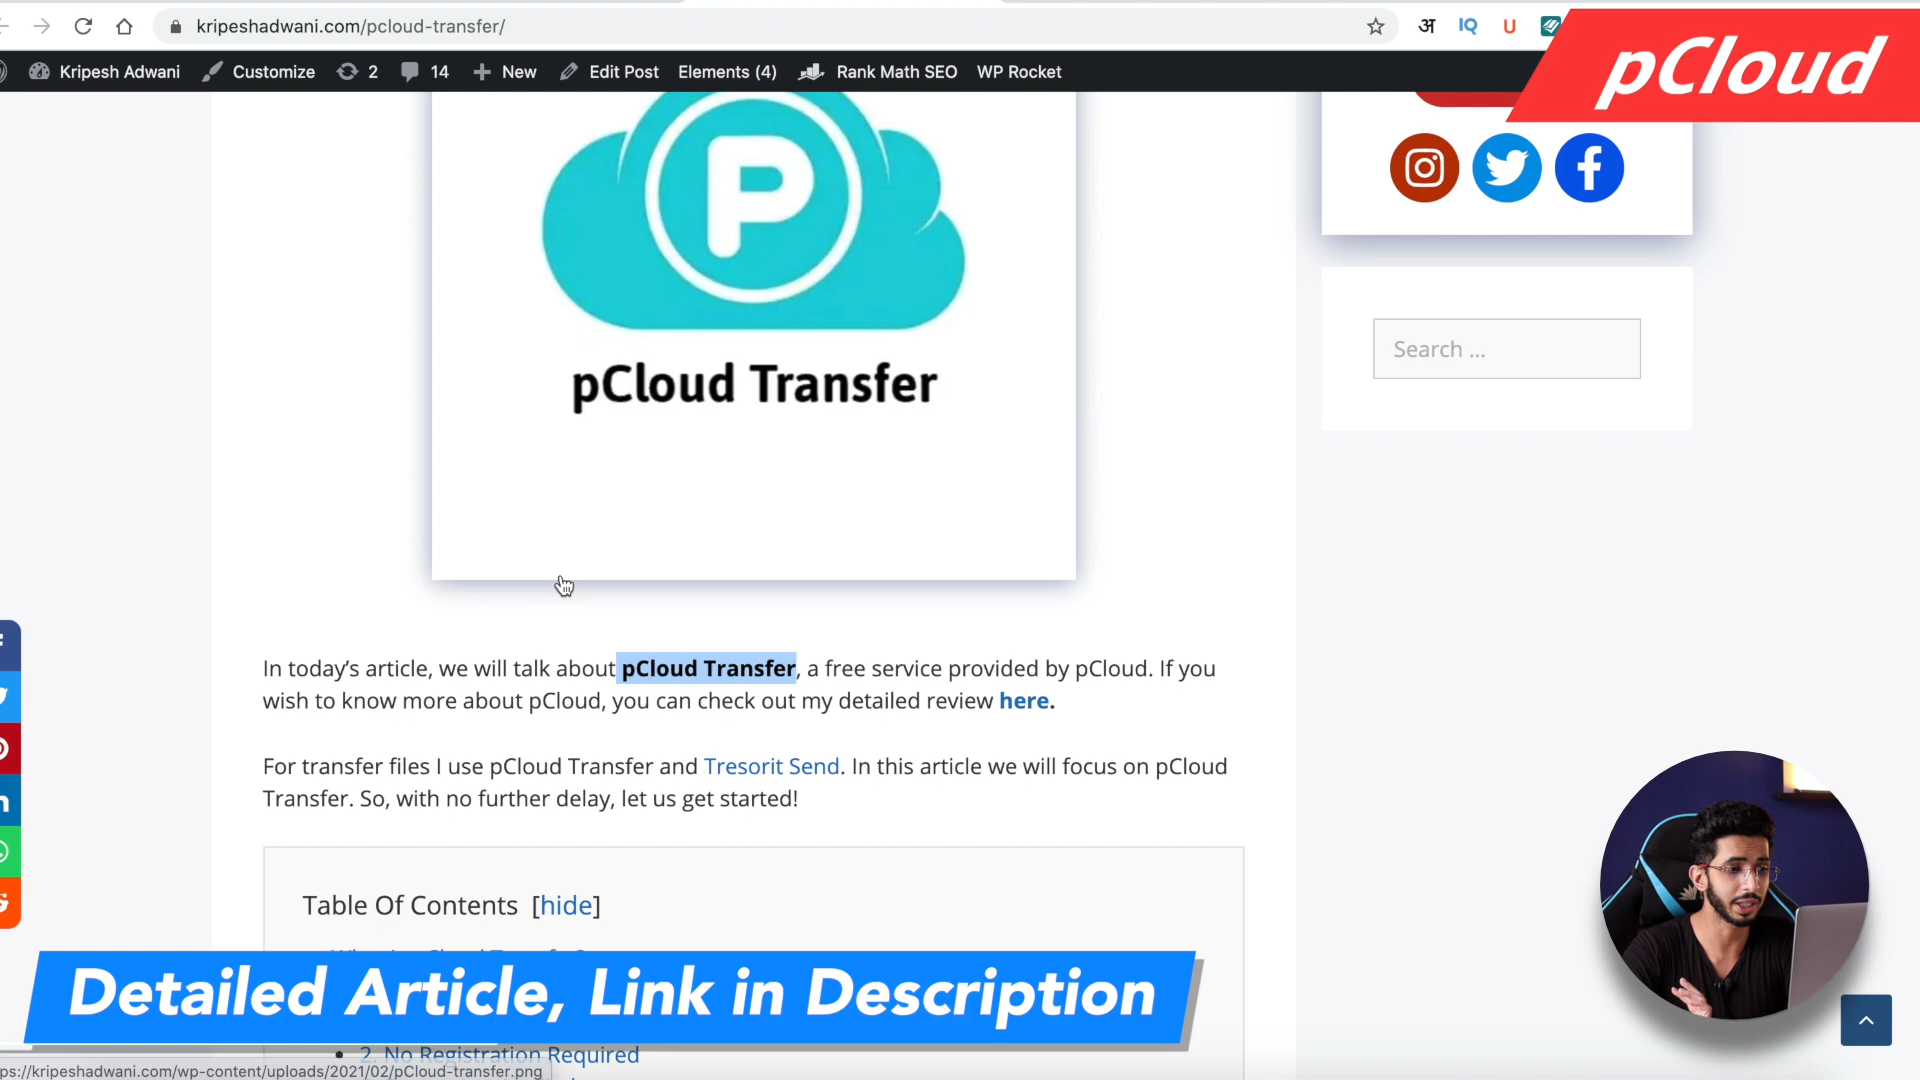 kripeshadwani.com/pcloud-transfer/
अ IQ U
Kripesh Adwani Customize 2 14 New Edit Post Elements (4) Rank Math SEO WP Rocket
pCloud
P
pCloud Transfer
Search ...
In today's article, we will talk about pCloud Transfer, a free service provided by pCloud. If you
wish to know more about pCloud, you can check out my detailed review here.
For transfer files I use pCloud Transfer and Tresorit Send. In this article we will focus on pCloud
Transfer. So, with no further delay, let us get started!
Table Of Contents [hide]
Detailed Article, Link in Description
2. No Registration Required
ps://kripeshadwani.com/wp-content/uploads/2021/02/pCloud-transfer.png